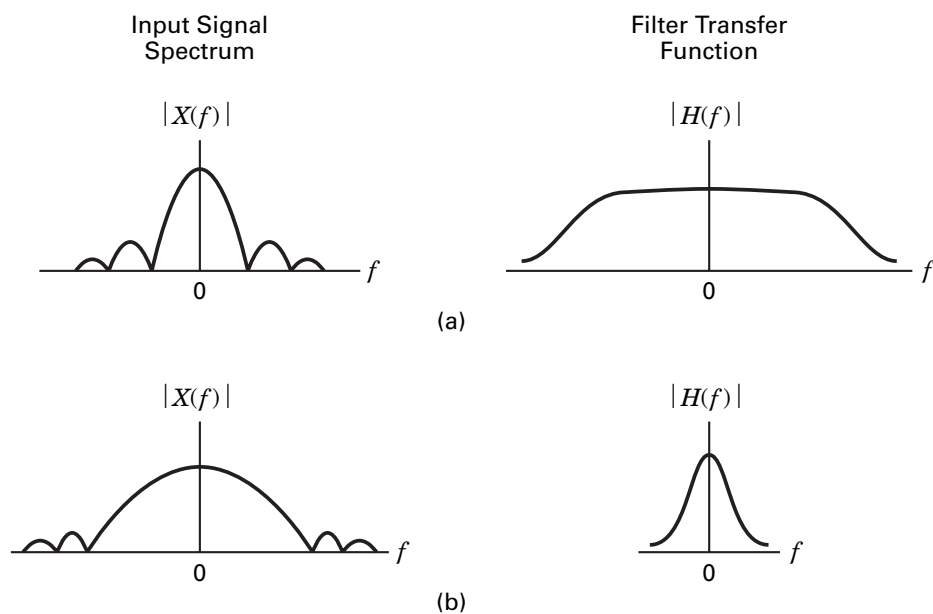 Input Signal
Spectrum
Filter Transfer
Function
|X(f)|
|H(f)|
f
f
0
0
(a)
|X(f)|
|H(f)|
f
f
0
0
(b)